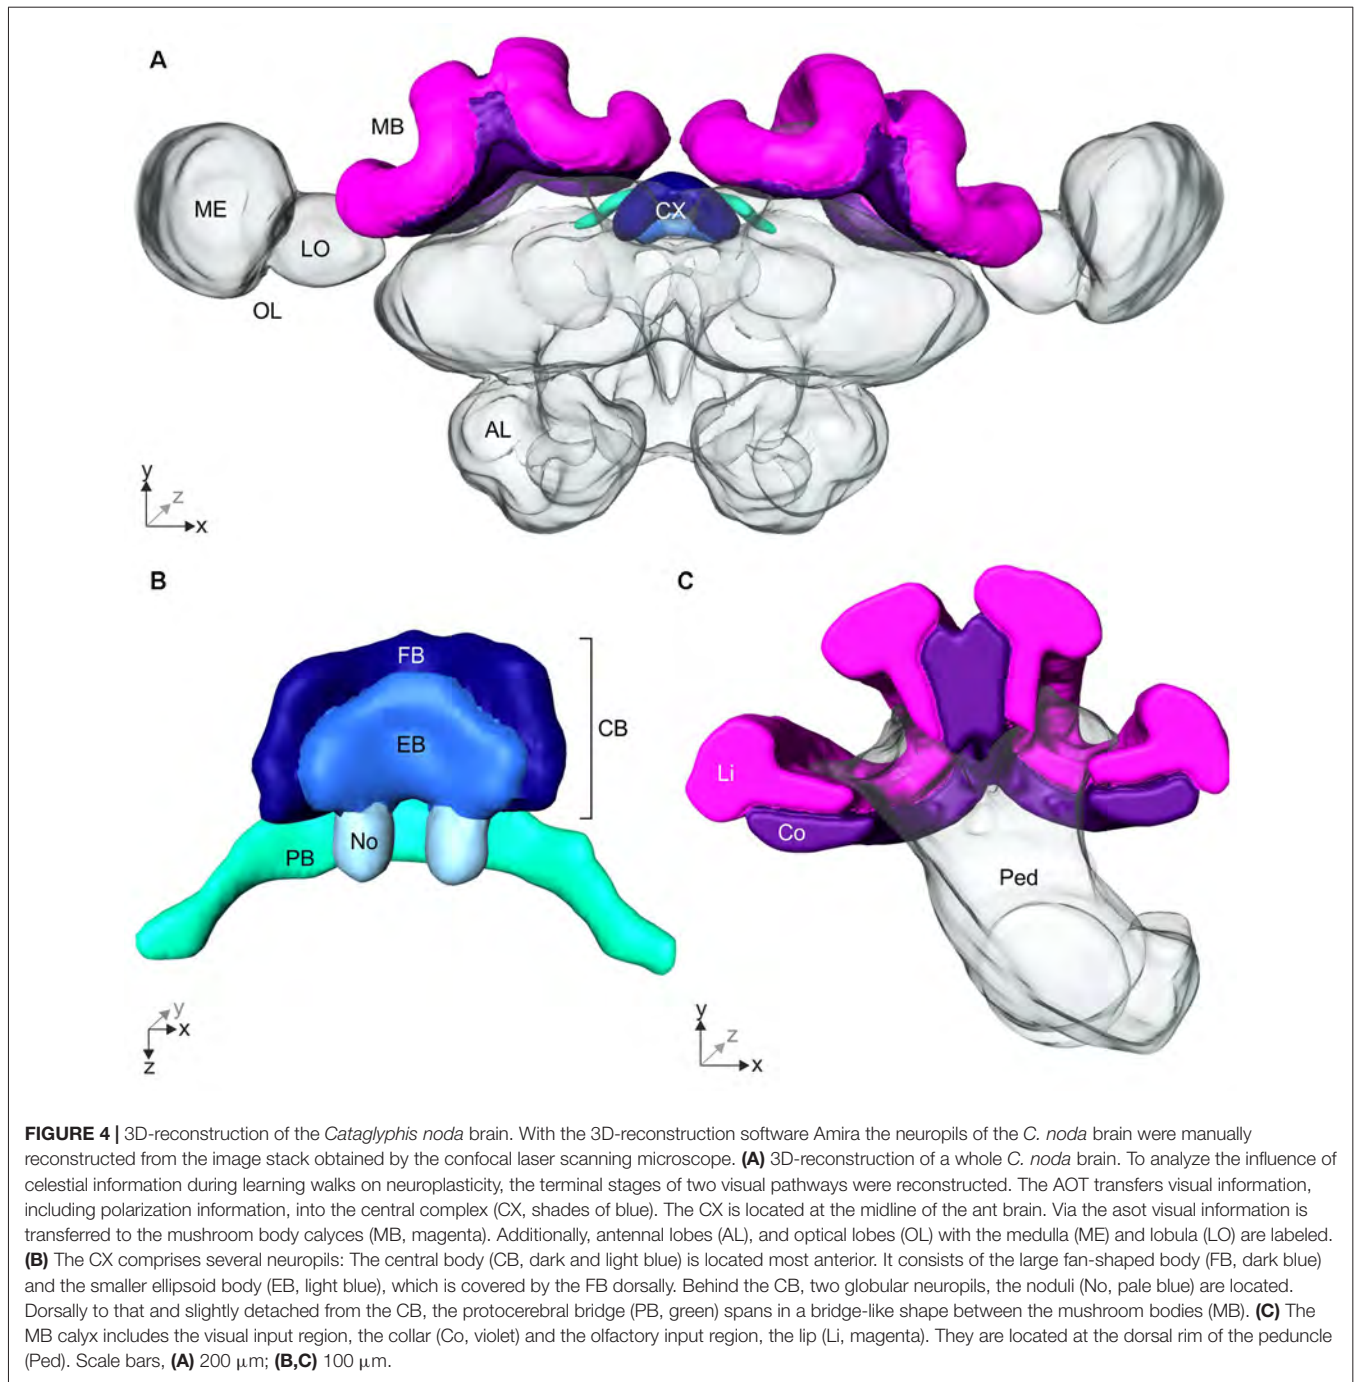 A
MB
ME
LO
CX
OL
AL
y
z
x
B
C
FB
CB
EB
Li
No
Co
PB
Ped
y
x
z
y
z
x
FIGURE 4 | 3D-reconstruction of the Cataglyphis noda brain. With the 3D-reconstruction software Amira the neuropils of the C. noda brain were manually
reconstructed from the image stack obtained by the confocal laser scanning microscope. (A) 3D-reconstruction of a whole C. noda brain. To analyze the influence of
celestial information during learning walks on neuroplasticity, the terminal stages of two visual pathways were reconstructed. The AOT transfers visual information,
including polarization information, into the central complex (CX, shades of blue). The CX is located at the midline of the ant brain. Via the asot visual information is
transferred to the mushroom body calyces (MB, magenta). Additionally, antennal lobes (AL), and optical lobes (OL) with the medulla (ME) and lobula (LO) are labeled.
(B) The CX comprises several neuropils: The central body (CB, dark and light blue) is located most anterior. It consists of the large fan-shaped body (FB, dark blue)
and the smaller ellipsoid body (EB, light blue), which is covered by the FB dorsally. Behind the CB, two globular neuropils, the noduli (No, pale blue) are located.
Dorsally to that and slightly detached from the CB, the protocerebral bridge (PB, green) spans in a bridge-like shape between the mushroom bodies (MB). (C) The
MB calyx includes the visual input region, the collar (Co, violet) and the olfactory input region, the lip (Li, magenta). They are located at the dorsal rim of the peduncle
(Ped). Scale bars, (A) 200 μm; (B,C) 100 μm.